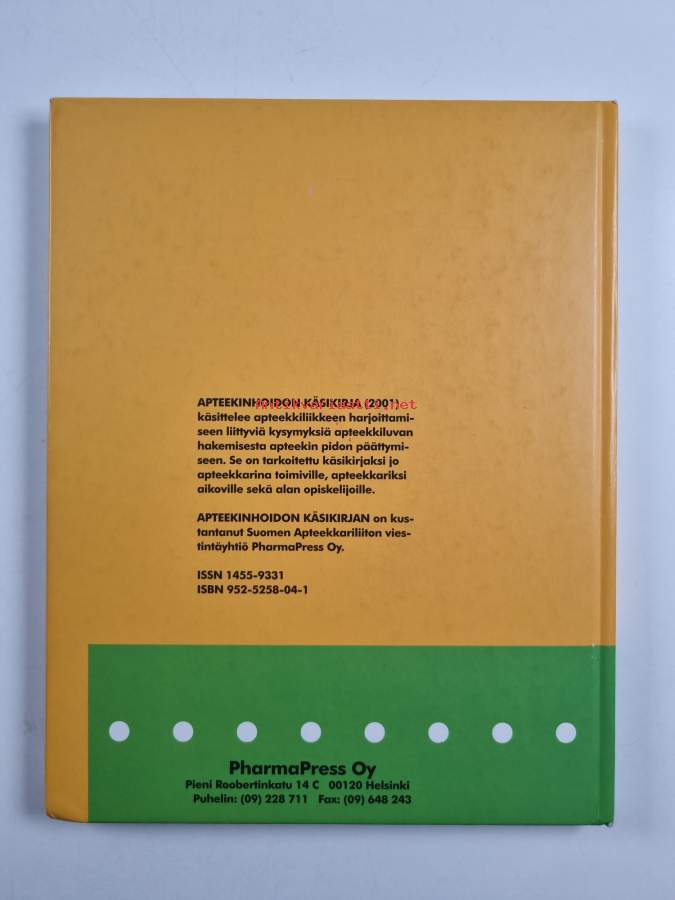 APTEEKINHOIDON KÄSIKIRJA (2001)
käsittelee apteekkiliikkeen harjoittami-
seen liittyviä kysymyksiä apteekkiluvan
hakemisesta apteekin pidon päättymi-
seen. Se on tarkoitettu käsikirjaksi jo
apteekkarina toimiville, apteekkariksi
aikoville sekä alan opiskelijoille.
APTEEKINHOIDON KÄSIKIRJAN on kus-
tantanut Suomen Apteekkariliiton vies-
tintäyhtiö PharmaPress Oy.
ISSN 1455-9331
ISBN 952-5258-04-1
PharmaPress Oy
Pieni Roobertinkatu 14 C 00120 Helsinki
Puhelin: (09) 228 711 Fax: (09) 648 243